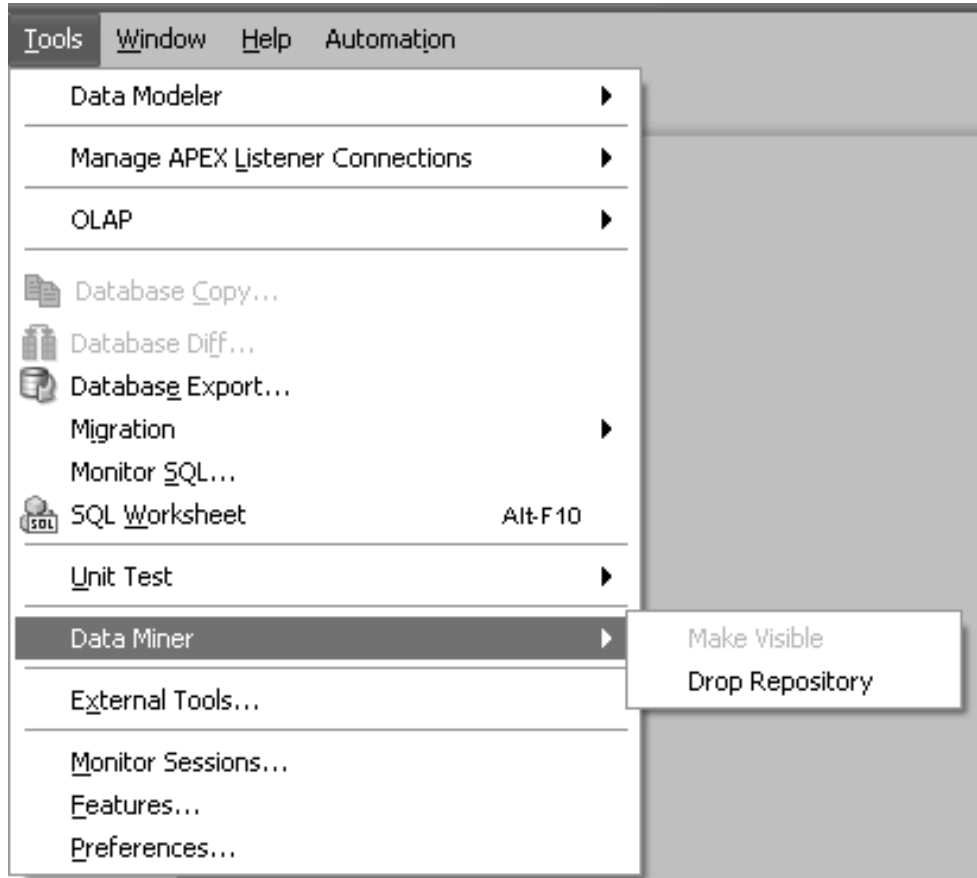 Tools Window Help Automation
Data Modeler
Manage APEX Listener Connections
OLAP
Database Copy...
Database Diff...
Database Export...
Migration
Monitor SQL...
SQL SQL Worksheet Alt-F10
Unit Test
Data Miner Make Visible
Drop Repository
External Tools...
Monitor Sessions...
Features...
Preferences...